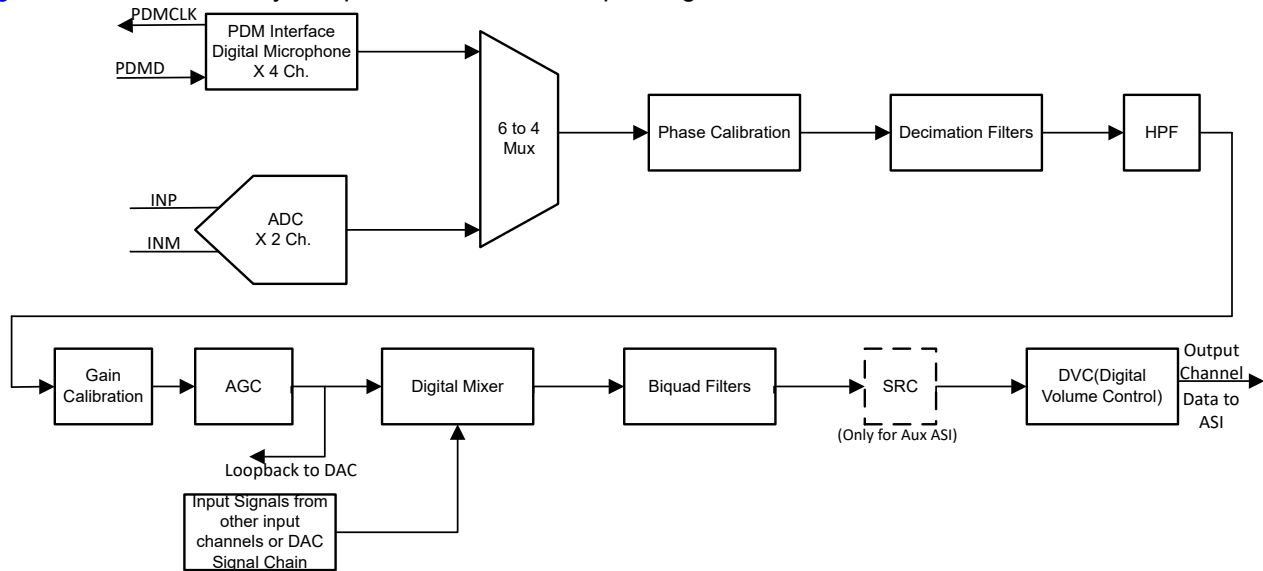 PDMCLK
PDM Interface
Digital Microphone
X 4 Ch.
PDMD
6 to 4
Mux
Phase Calibration
Decimation Filters
HPF
INP
INM
ADC
X 2 Ch.
Gain
Calibration
AGC
Digital Mixer
Biquad Filters
SRC
(Only for Aux ASI)
DVC(Digital
Volume Control)
Output
Channel
Data to
ASI
Loopback to DAC
Input Signals from
other input
channels or DAC
Signal Chain